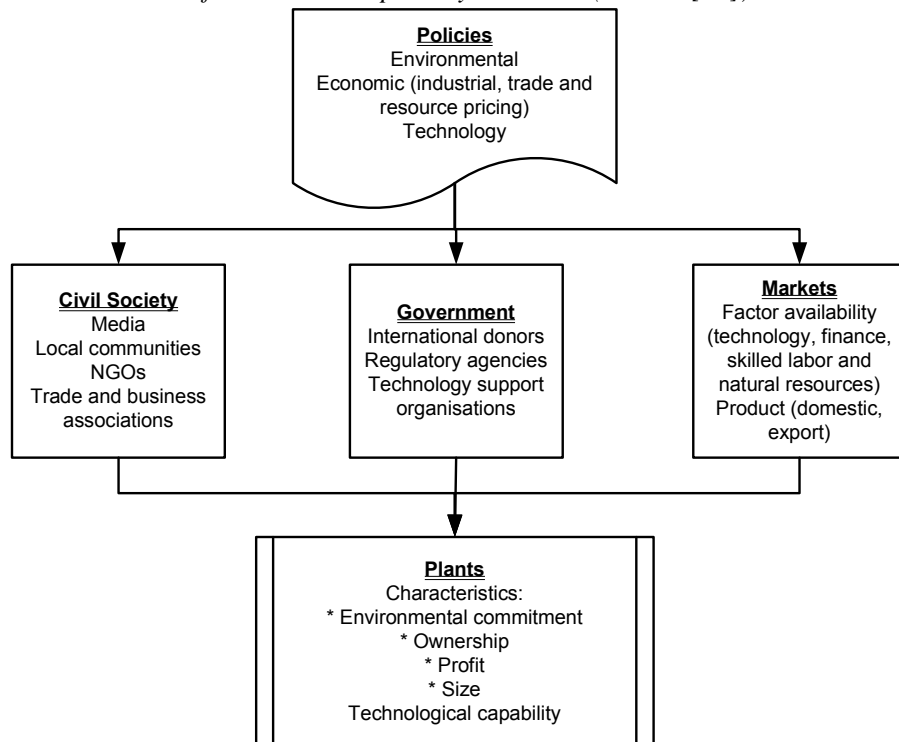 Policies
Environmental
Economic (industrial, trade and
resource pricing)
Technology
Civil Society
Media
Local communities
NGOs
Trade and business
associations
Government
International donors
Regulatory agencies
Technology support
organisations
Markets
Factor availability
(technology, finance,
skilled labor and
natural resources)
Product (domestic,
export)
Plants
Characteristics:
* Environmental commitment
* Ownership
* Profit
* Size
Technological capability